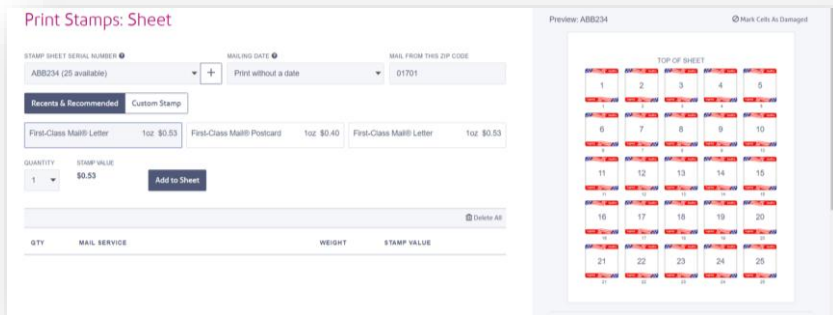 Print Stamps: Sheet
STAMP SHEET SERIAL NUMBER
MAILING DATE
MAIL FROM THIS ZIP CODE
ABB234 (25 available)
+
Print without a date
01701
Recents & Recommended
Custom Stamp
First-Class Mail® Letter 1oz $0.53
First-Class Mail® Postcard 1oz $0.40
First-Class Mail® Letter 1oz $0.53
QUANTITY
STAMP VALUE
1
$0.53
Add to Sheet
Delete All
QTY MAIL SERVICE WEIGHT STAMP VALUE
Preview: ABB234
Mark Cells As Damaged
TOP OF SHEET
1 2 3 4 5
6 7 8 9 10
11 12 13 14 15
16 17 18 19 20
21 22 23 24 25